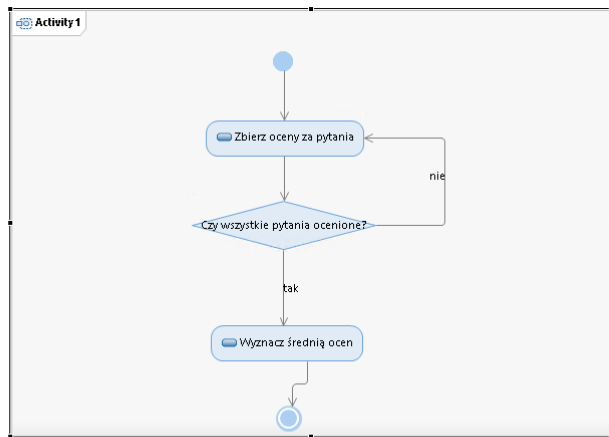 Activity 1
Zbierz oceny za pytania
nie
Czy wszystkie pytania ocenione?
tak
Wyznacz średnią ocen